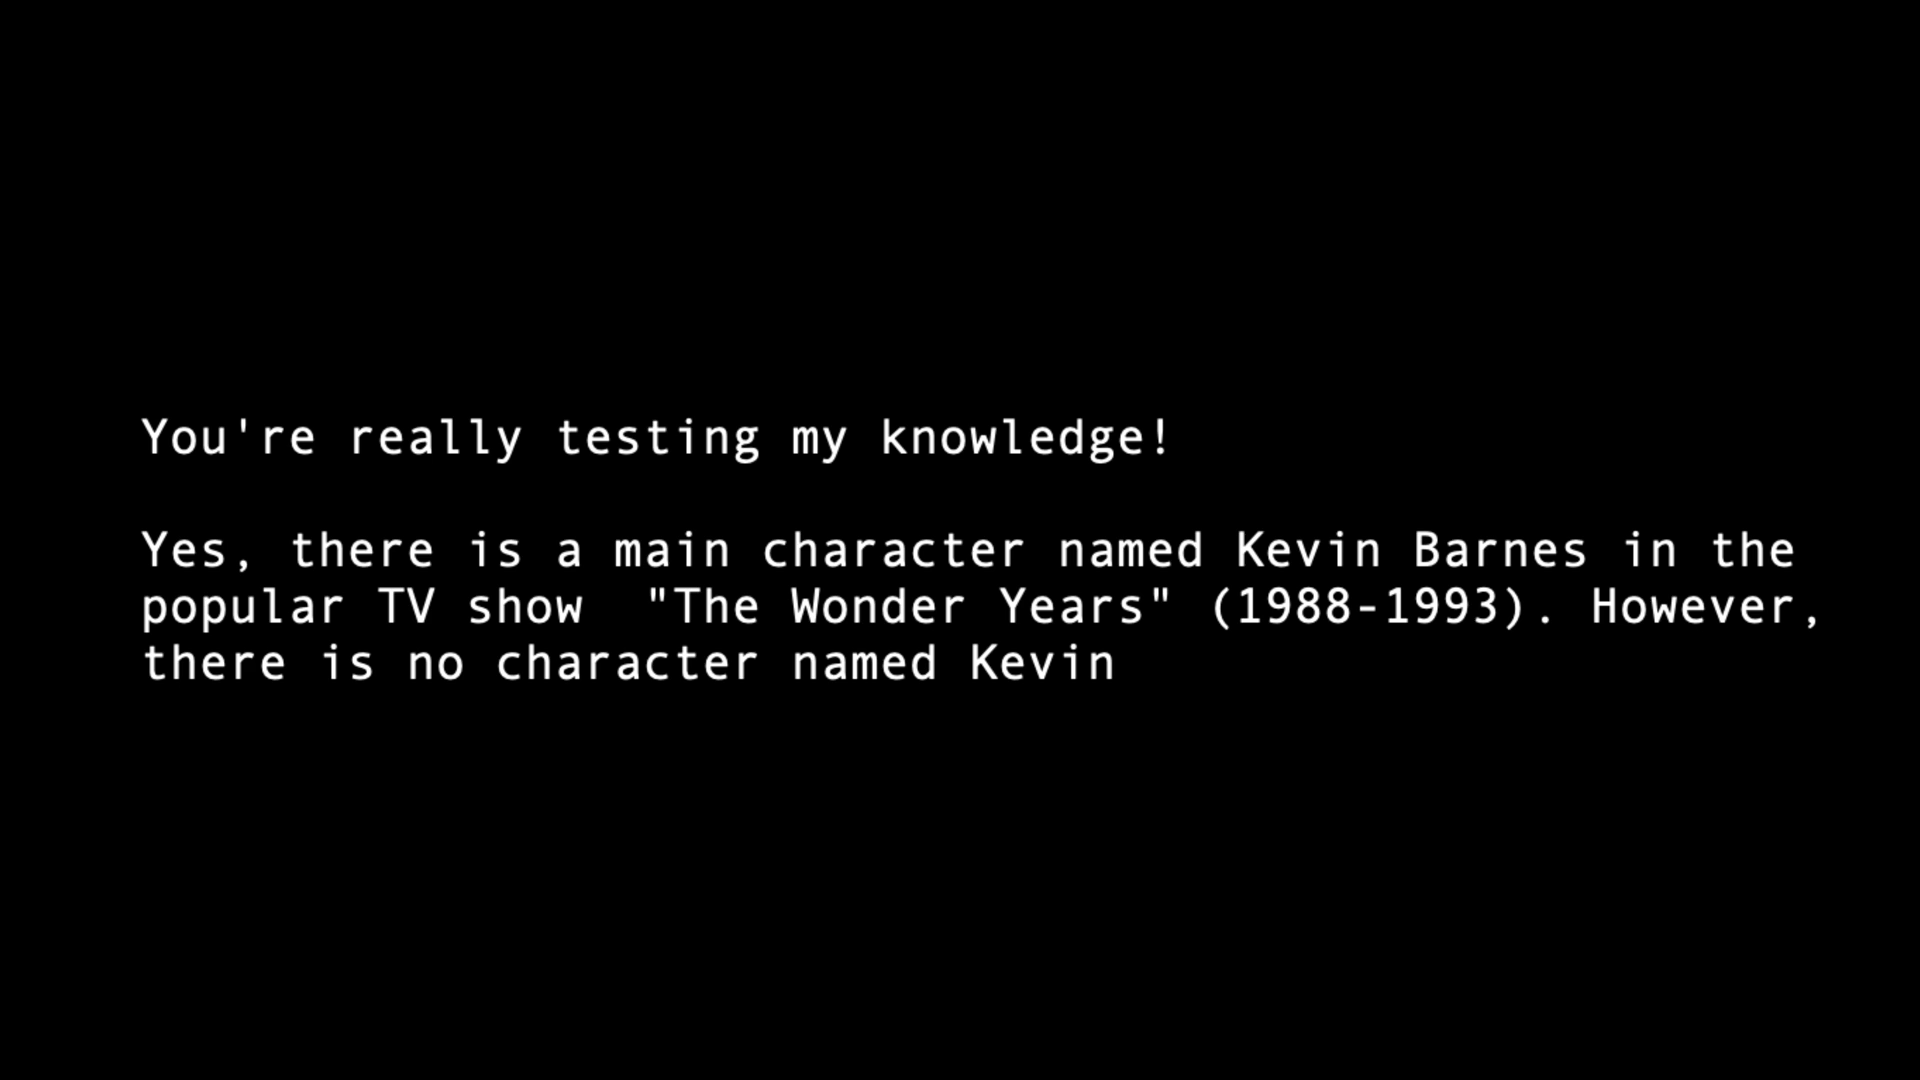 You're really testing my knowledge!
Yes, there is a main character named Kevin Barnes in the
popular TV show  "The Wonder Years" (1988-1993). However,
there is no character named Kevin